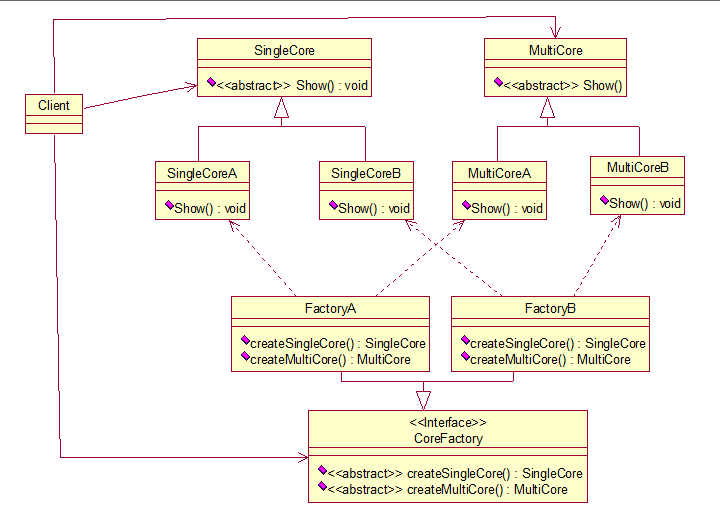 SingleCore
<<abstract>> Show() : void
MultiCore
<<abstract>> Show()
Client
SingleCoreA
Show() : void
SingleCoreB
Show() : void
MultiCoreA
Show() : void
MultiCoreB
Show() : void
FactoryA
createSingleCore() : SingleCore
createMultiCore() : MultiCore
FactoryB
createSingleCore() : SingleCore
createMultiCore() : MultiCore
<<Interface>>
CoreFactory
<<abstract>> createSingleCore() : SingleCore
<<abstract>> createMultiCore() : MultiCore